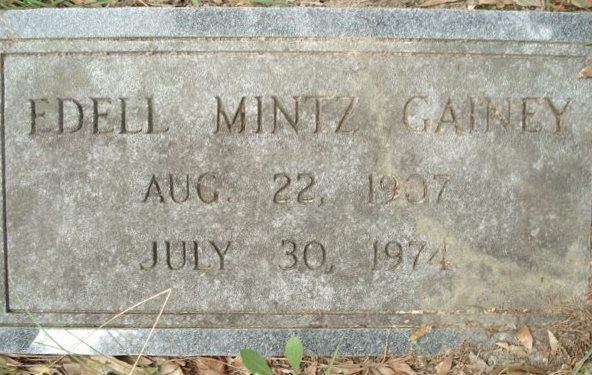 EDELL MINTZ GAINEY
AUG. 22, 1907
JULY 30, 1974